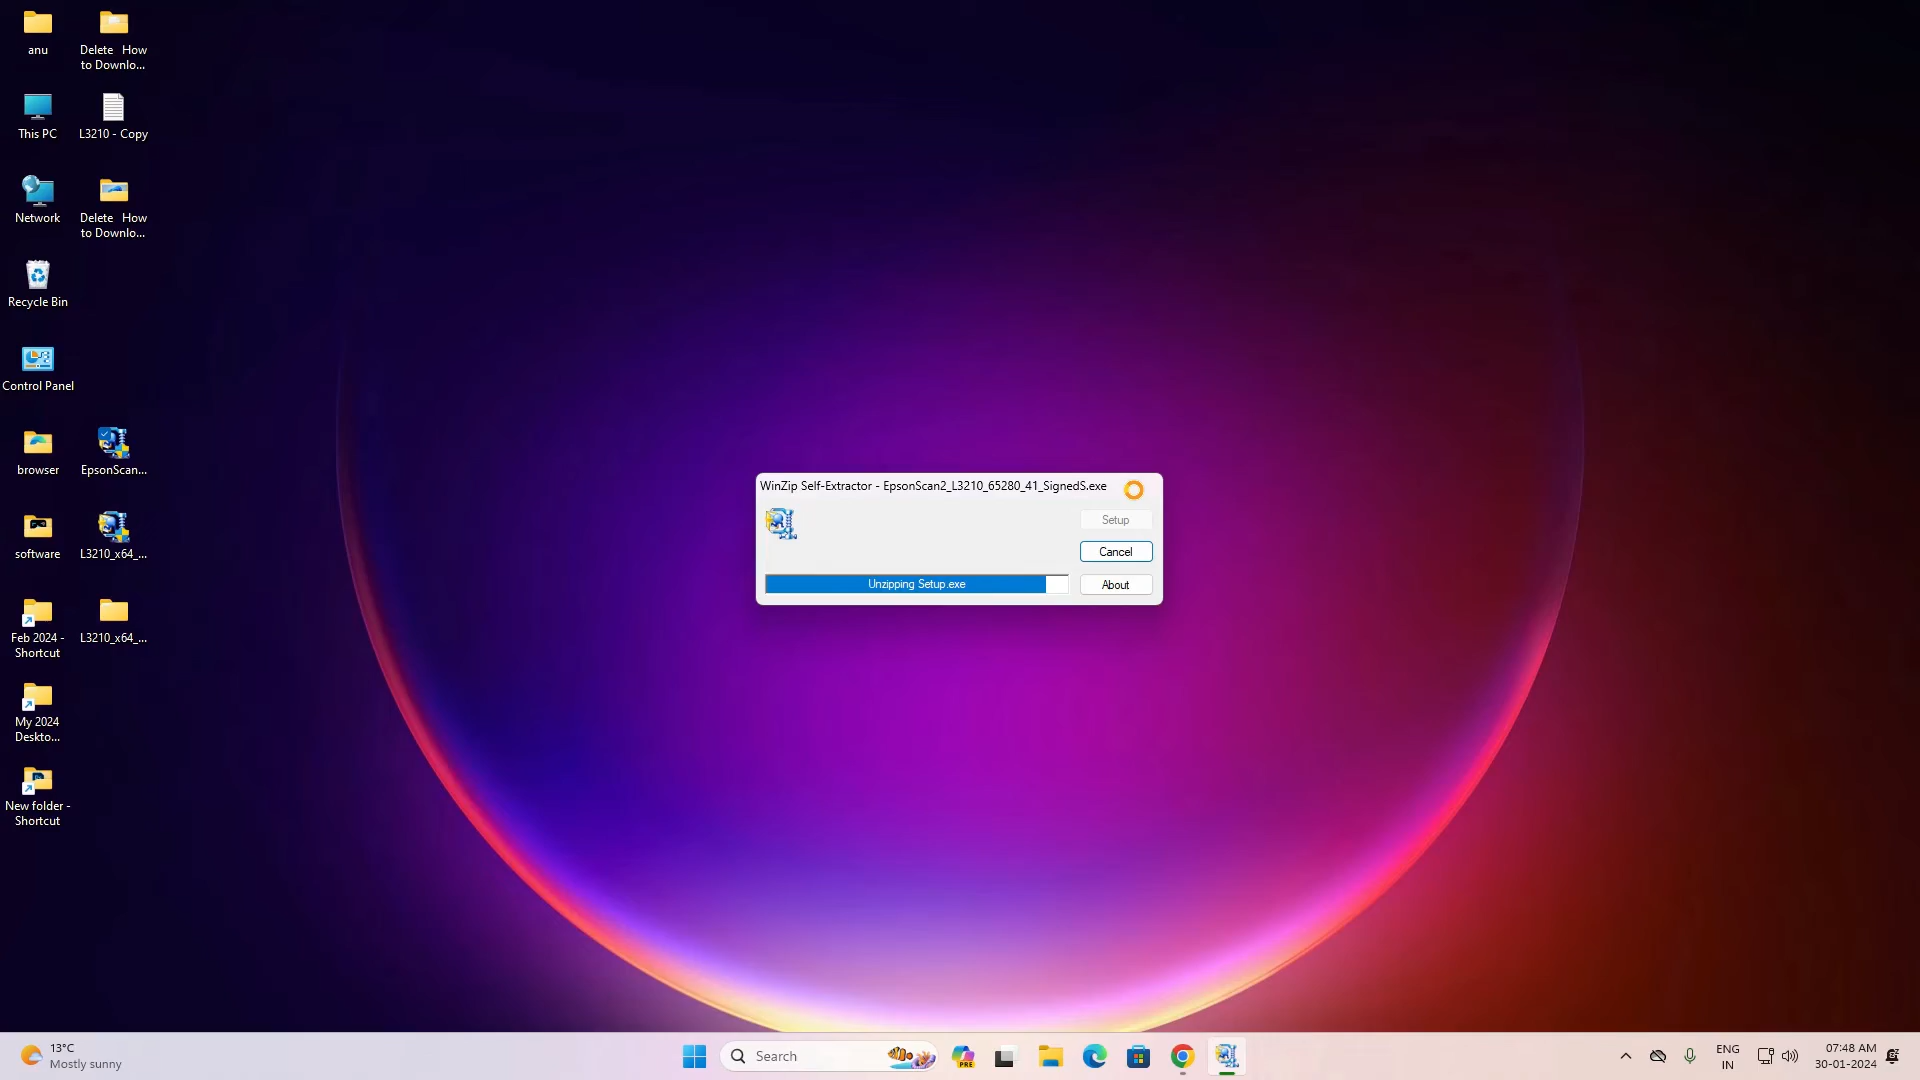 anu
Delete How
to Downlo...
This PC
L3210 - Copy
Network
Delete How
to Downlo...
Recycle Bin
Control Panel
browser
EpsonScan...
software
L3210_x64_...
Feb 2024 -
Shortcut
L3210_x64_...
My 2024
Deskto...
New folder -
Shortcut
WinZip Self-Extractor - EpsonScan2_L3210_65280_41_SignedS.exe
Setup
Cancel
Unzipping Setup.exe
About
13°C
Mostly sunny
Search
PRE
ENG
IN
07:48 AM
30-01-2024